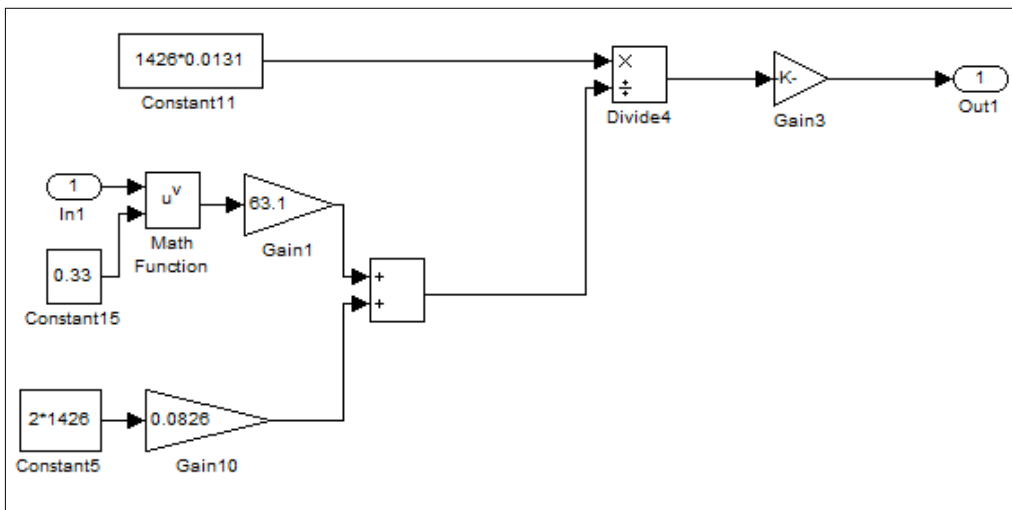 1426*0.0131
Constant11
×
÷
Divide4
K-
Gain3
1
Out1
1
In1
u^v
Math
Function
63.1
Gain1
0.33
Constant15
+
+
2*1426
Constant5
0.0826
Gain10